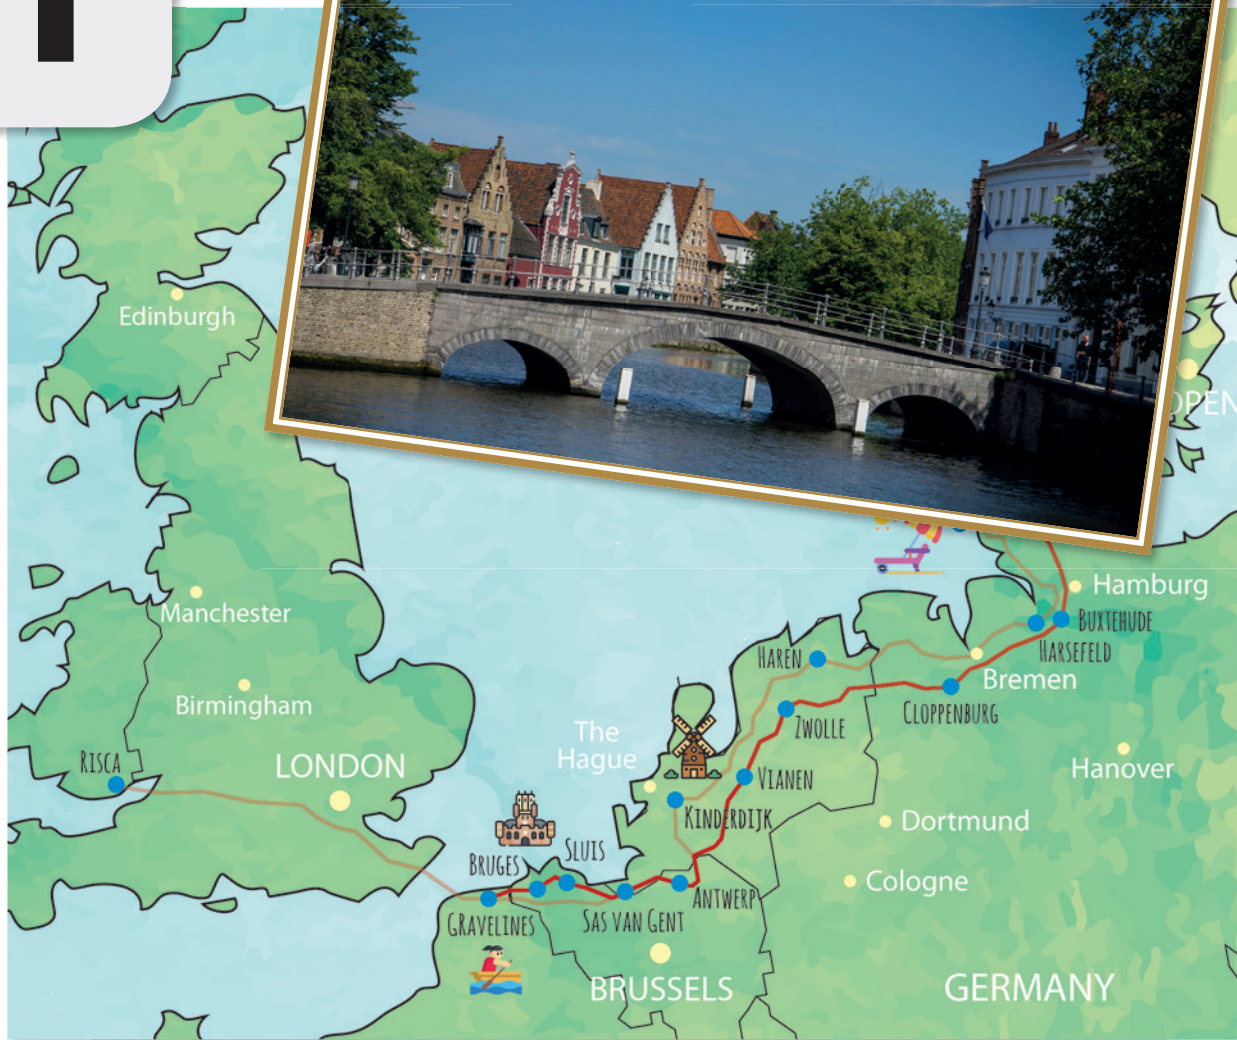 Edinburgh
OPEN
Manchester
Birmingham
RISCA
LONDON
The
Hague
BRUGES
SLUIS
GRAVELINES
SAS VAN GENT
ANTWERP
BRUSSELS
KINDERDIJK
VIANEN
ZWOLLE
HAREN
CLOPPENBURG
Bremen
HARSEFELD
BUXTEHUDE
Hamburg
Hanover
Dortmund
Cologne
GERMANY